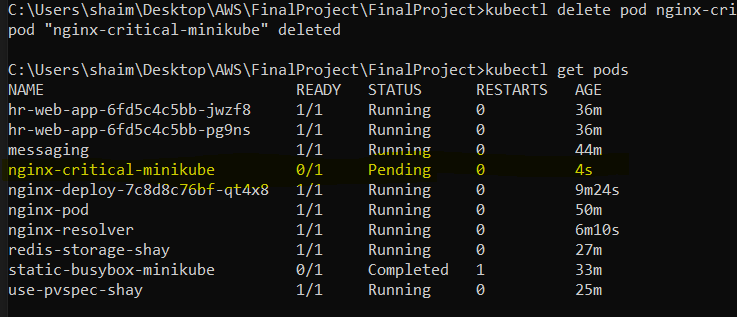 C:\Users\shaim\Desktop\AWS\FinalProject\FinalProject>kubectl delete pod nginx-cri
pod "nginx-critical-minikube" deleted
C:\Users\shaim\Desktop\AWS\FinalProject\FinalProject>kubectl get pods
NAME READY STATUS RESTARTS AGE
hr-web-app-6fd5c4c5bb-jwzf8 1/1 Running 0 36m
hr-web-app-6fd5c4c5bb-pg9ns 1/1 Running 0 36m
messaging 1/1 Running 0 44m
nginx-critical-minikube 0/1 Pending 0 4s
nginx-deploy-7c8d8c76bf-qt4x8 1/1 Running 0 9m24s
nginx-pod 1/1 Running 0 50m
nginx-resolver 1/1 Running 0 6m10s
redis-storage-shay 1/1 Running 0 27m
static-busybox-minikube 0/1 Completed 1 33m
use-pvspec-shay 1/1 Running 0 25m